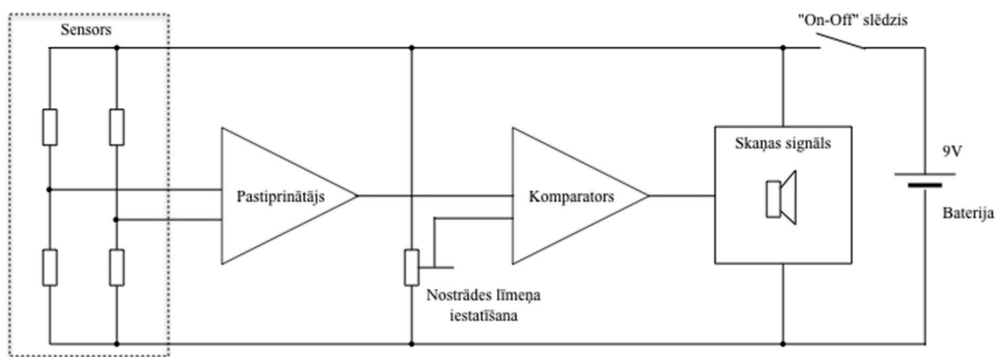 "On-Off" slēdzis
Sensors
Skaņas signāls
9V
Pastiprinātājs
Komparators
Baterija
Nostrādes līmeņa
iestatīšana